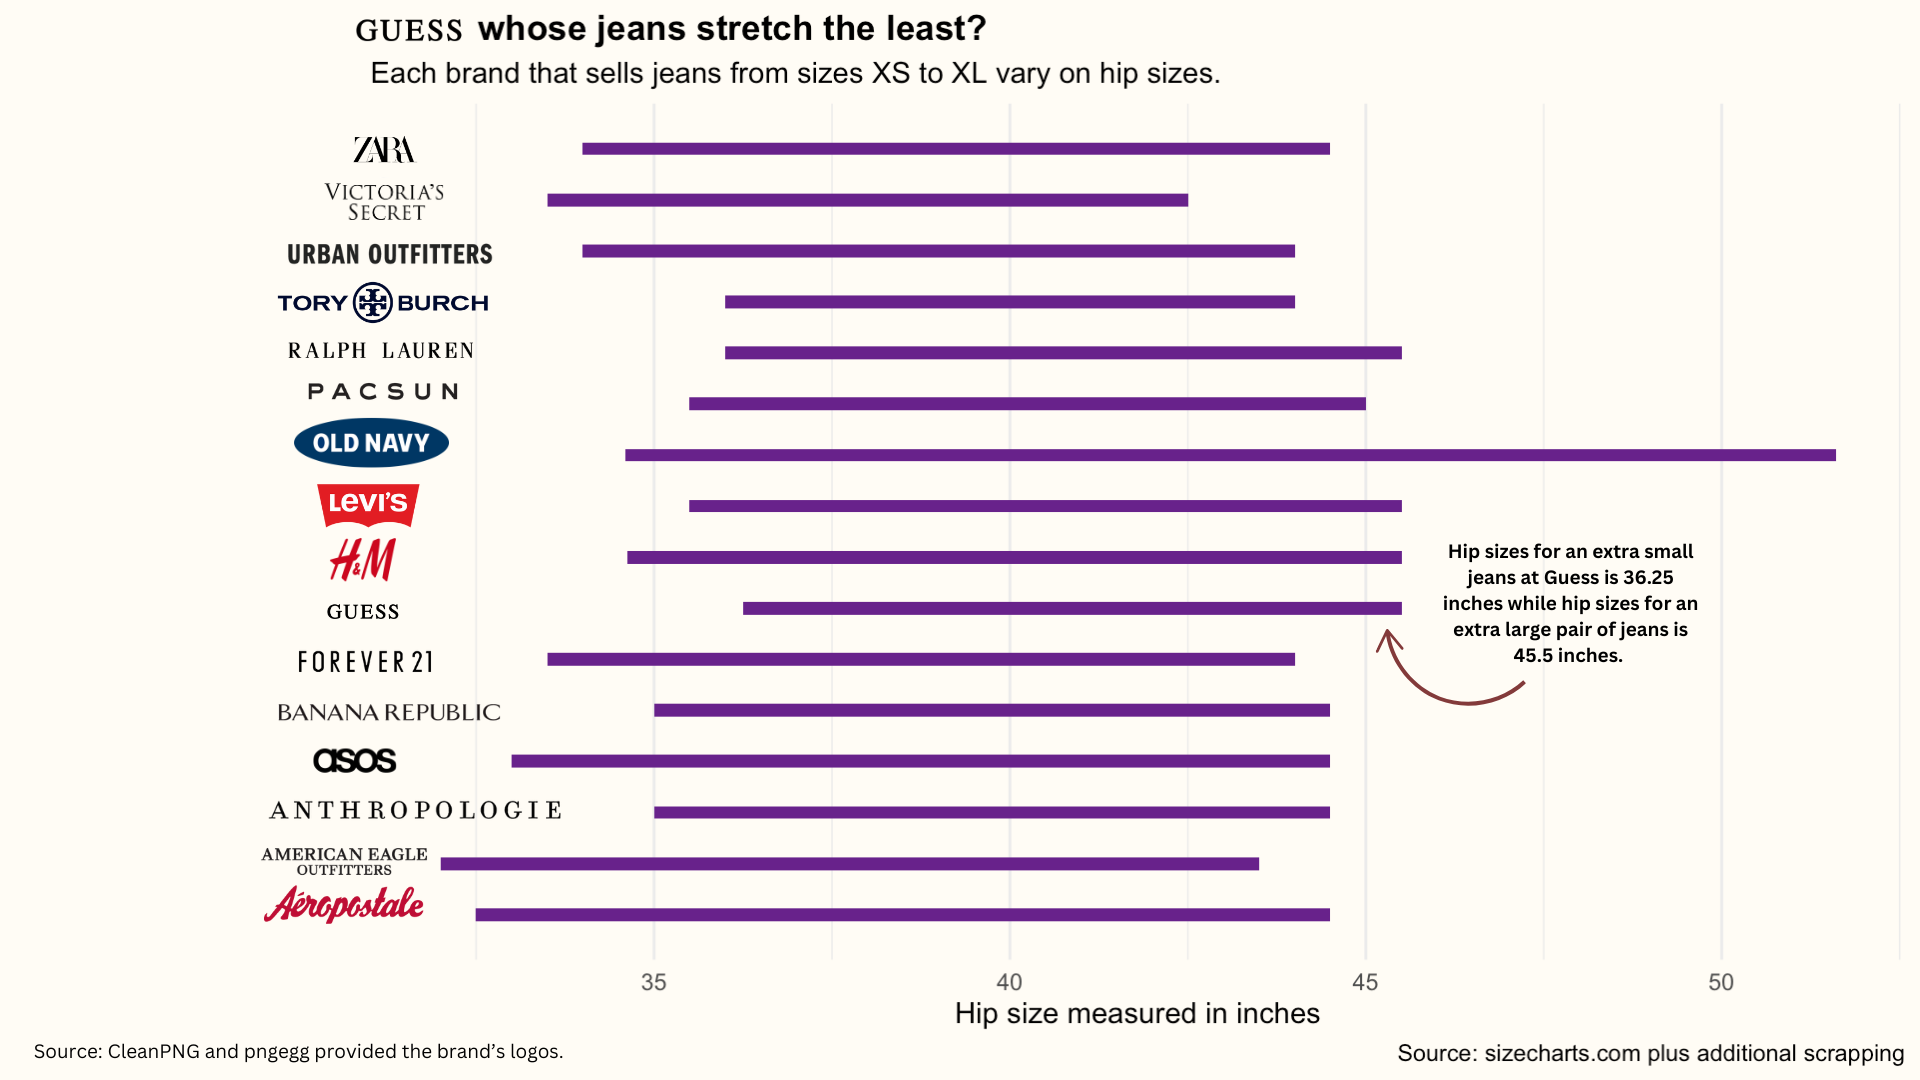 GUESS whose jeans stretch the least?
Each brand that sells jeans from sizes XS to XL vary on hip sizes.
ZARA
VICTORIA'S
SECRET
URBAN OUTFITTERS
TORY BURCH
RALPH LAUREN
PACSUN
OLD NAVY
LEVI'S
H&M
GUESS
FOREVER 21
BANANA REPUBLIC
asos
ANTHROPOLOGIE
AMERICAN EAGLE
OUTFITTERS
Aéropostale
Hip sizes for an extra small
jeans at Guess is 36.25
inches while hip sizes for an
extra large pair of jeans is
45.5 inches.
35 40 45 50
Hip size measured in inches
Source: CleanPNG and pngegg provided the brand's logos.
Source: sizecharts.com plus additional scrapping